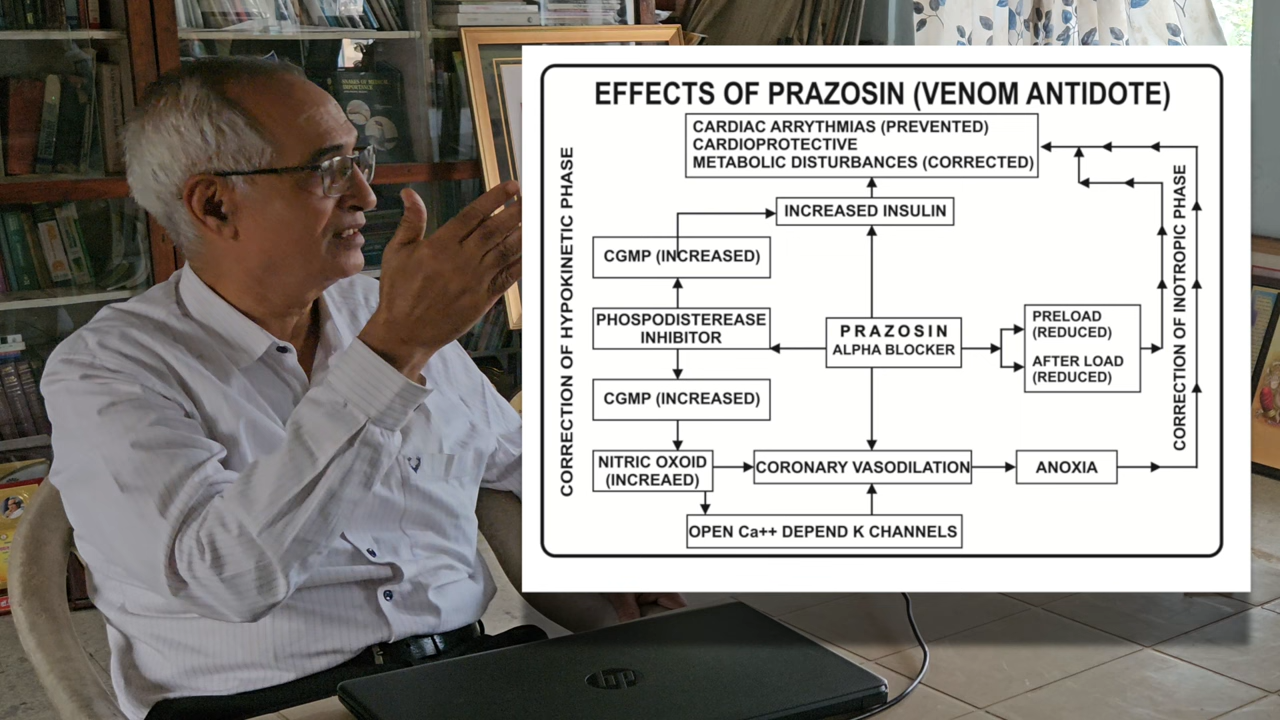 EFFECTS OF PRAZOSIN (VENOM ANTIDOTE)
CARDIAC ARRYTHMIAS (PREVENTED)
CARDIOPROTECTIVE
METABOLIC DISTURBANCES (CORRECTED)
CORRECTION OF HYPOKINETIC PHASE
INCREASED INSULIN
CGMP (INCREASED)
PHOSPODISTEREASE
INHIBITOR
PRAZOSIN
ALPHA BLOCKER
PRELOAD
(REDUCED)
AFTER LOAD
(REDUCED)
CORRECTION OF INOTROPIC PHASE
CGMP (INCREASED)
NITRIC OXOID
(INCREAED)
CORONARY VASODILATION
ANOXIA
OPEN Ca++ DEPEND K CHANNELS
hp